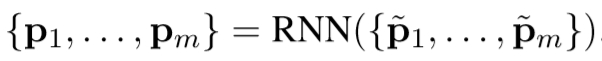 {p₁, . . . , pₘ} = RNN({p̃₁, . . . , p̃ₘ}).